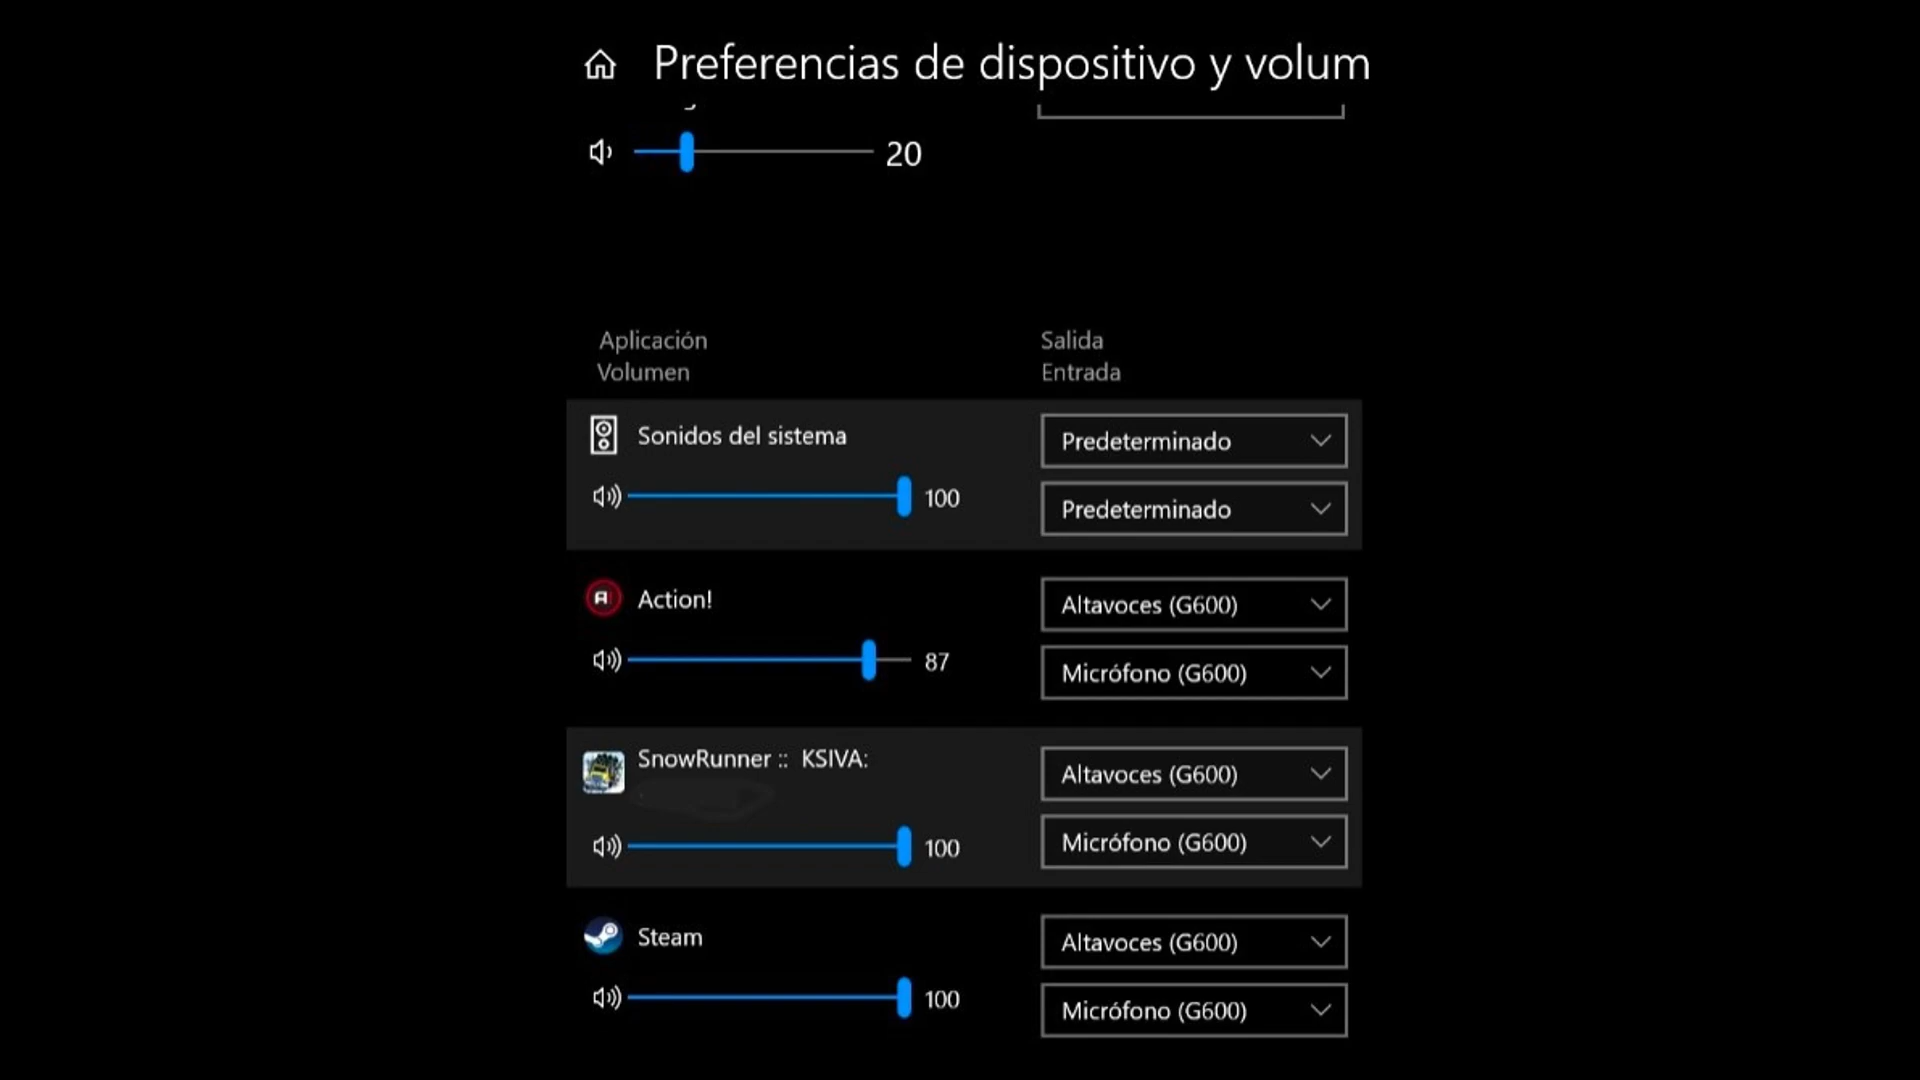 Preferencias de dispositivo y volum
20
Aplicación
Volumen
Salida
Entrada
Sonidos del sistema
Predeterminado
100
Predeterminado
Action!
Altavoces (G600)
87
Micrófono (G600)
SnowRunner :: KSIVA:
Altavoces (G600)
100
Micrófono (G600)
Steam
Altavoces (G600)
100
Micrófono (G600)